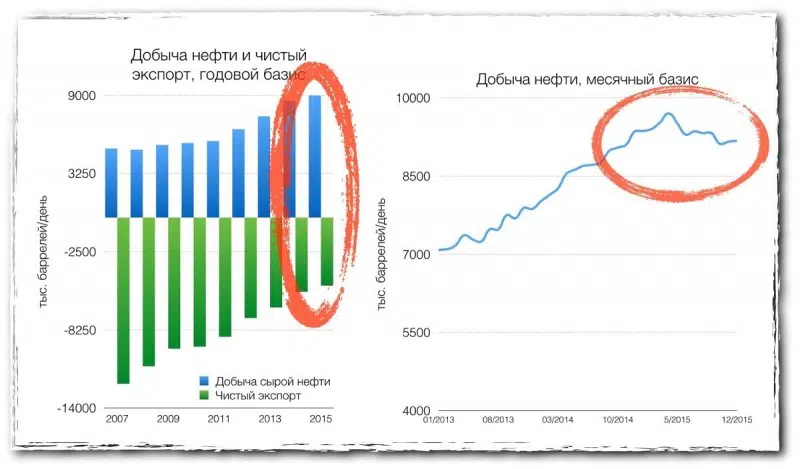 Добыча нефти и чистый
экспорт, годовой базис
9000
3250
-2500
-8250
-14000
тыс. баррелей/день
Добыча сырой нефти
Чистый экспорт
2007 2009 2011 2013 2015
Добыча нефти, месячный базис
10000
8500
7000
5500
4000
тыс. баррелей/день
01/2013 08/2013 03/2014 10/2014 5/2015 12/2015